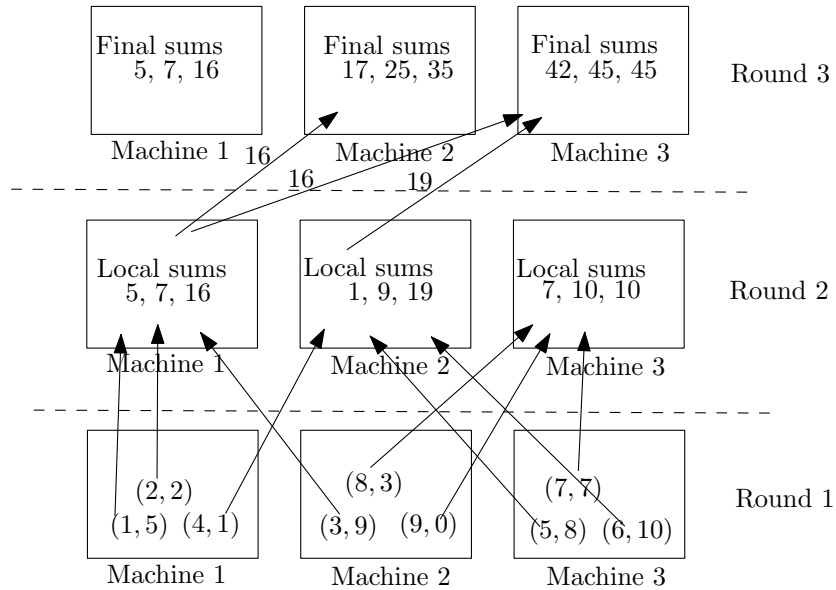 Final sums
5, 7, 16
Machine 1
Final sums
17, 25, 35
Machine 2
Final sums
42, 45, 45
Machine 3
Round 3
16
16
19
Local sums
5, 7, 16
Machine 1
Local sums
1, 9, 19
Machine 2
Local sums
7, 10, 10
Machine 3
Round 2
(2, 2)
(1, 5) (4, 1)
Machine 1
(8, 3)
(3, 9) (9, 0)
Machine 2
(7, 7)
(5, 8) (6, 10)
Machine 3
Round 1